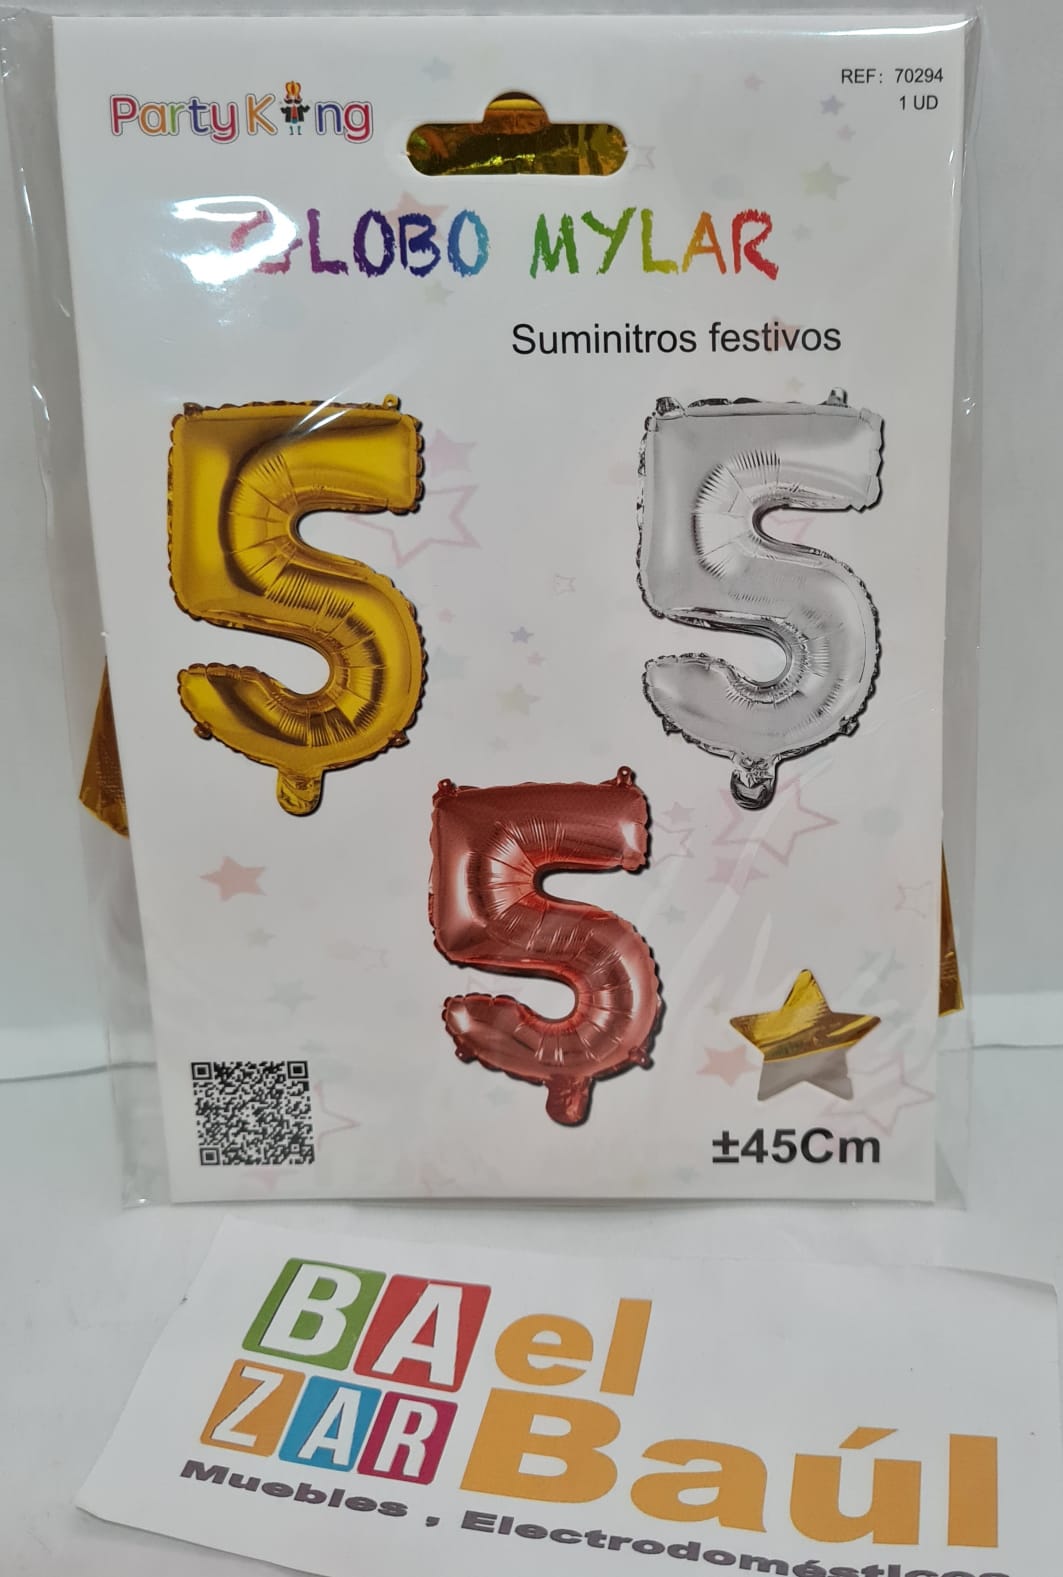 Party King
REF: 70294
1 UD
GLOBO MYLAR
Suminitros festivos
5
5
5
±45Cm
BA el
ZAR Baúl
Muebles, Electrodomésticos